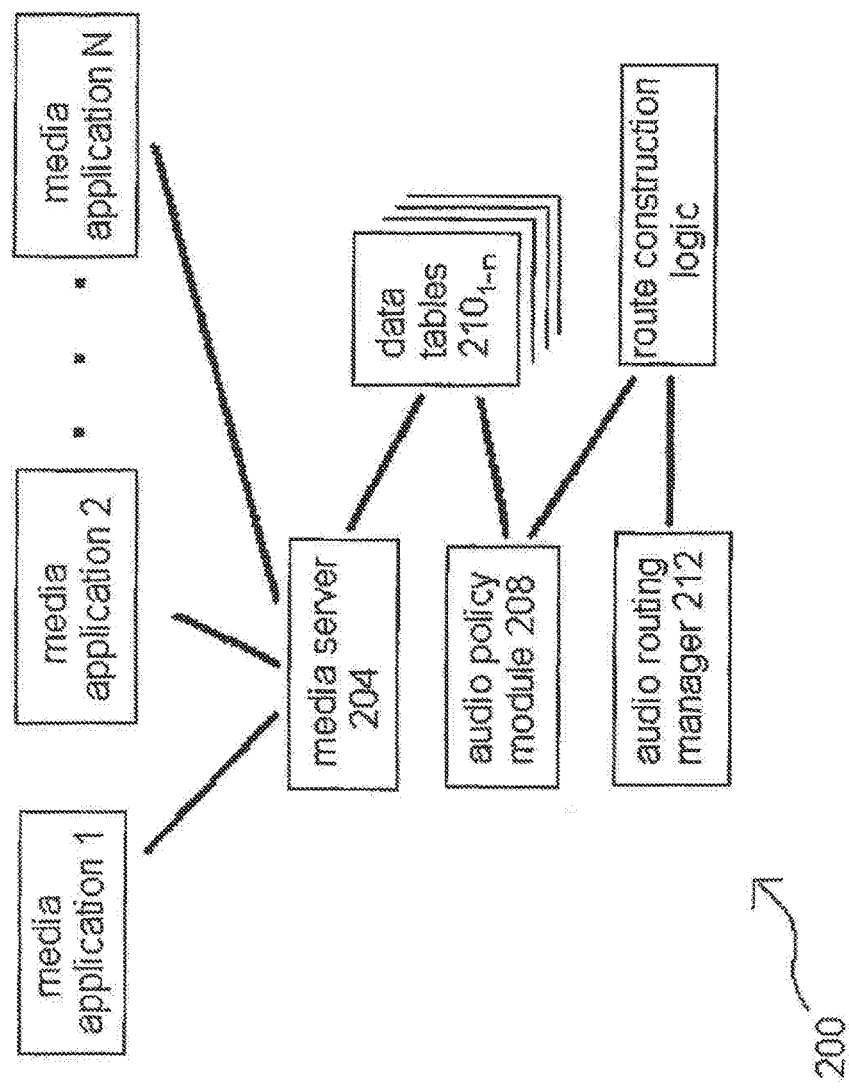 media
application 1
media
application 2
media
application N
media server
204
data
tables
210₁₋ₙ
audio policy
module 208
route construction
logic
audio routing
manager 212
200